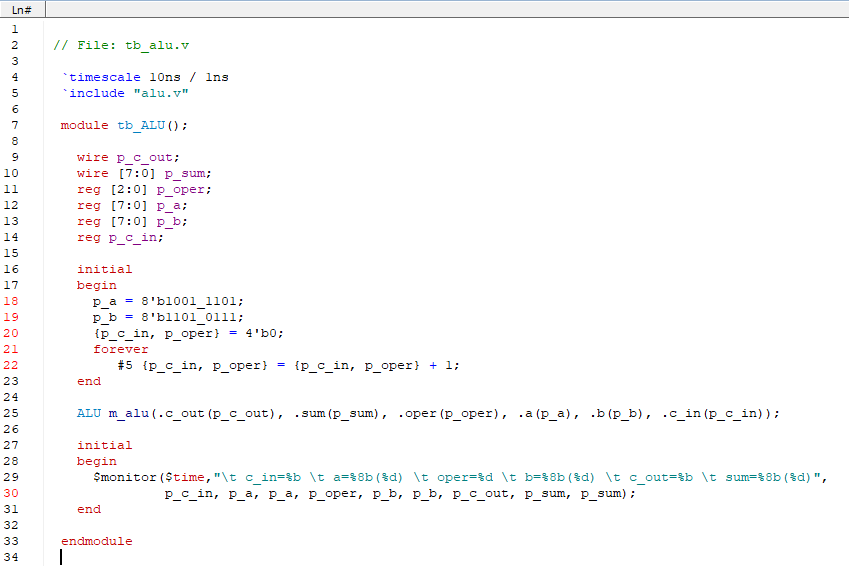 Ln#
1
2 // File: tb_alu.v
3
4 `timescale 10ns / 1ns
5 `include "alu.v"
6
7 module tb_ALU();
8
9 wire p_c_out;
10 wire [7:0] p_sum;
11 reg [2:0] p_oper;
12 reg [7:0] p_a;
13 reg [7:0] p_b;
14 reg p_c_in;
15
16 initial
17 begin
18 p_a = 8'b1001_1101;
19 p_b = 8'b1101_0111;
20 {p_c_in, p_oper} = 4'b0;
21 forever
22 #5 {p_c_in, p_oper} = {p_c_in, p_oper} + 1;
23 end
24
25 ALU m_alu(.c_out(p_c_out), .sum(p_sum), .oper(p_oper), .a(p_a), .b(p_b), .c_in(p_c_in));
26
27 initial
28 begin
29 $monitor($time,"\t c_in=%b \t a=%8b(%d) \t oper=%d \t b=%8b(%d) \t c_out=%b \t sum=%8b(%d)",
30 p_c_in, p_a, p_a, p_oper, p_b, p_b, p_c_out, p_sum, p_sum);
31 end
32
33 endmodule
34